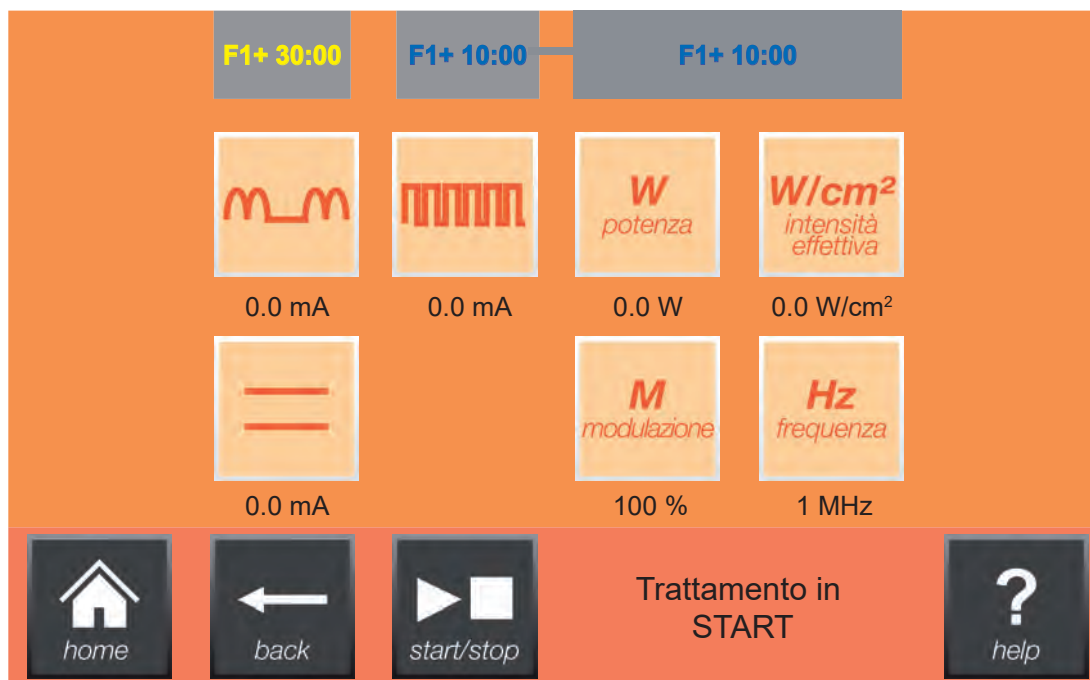 F1+ 30:00
F1+ 10:00
F1+ 10:00
W
potenza
W/cm²
intensità
effettiva
0.0 mA
0.0 mA
0.0 W
0.0 W/cm²
M
modulazione
Hz
frequenza
0.0 mA
100 %
1 MHz
home
back
start/stop
Trattamento in
START
?
help